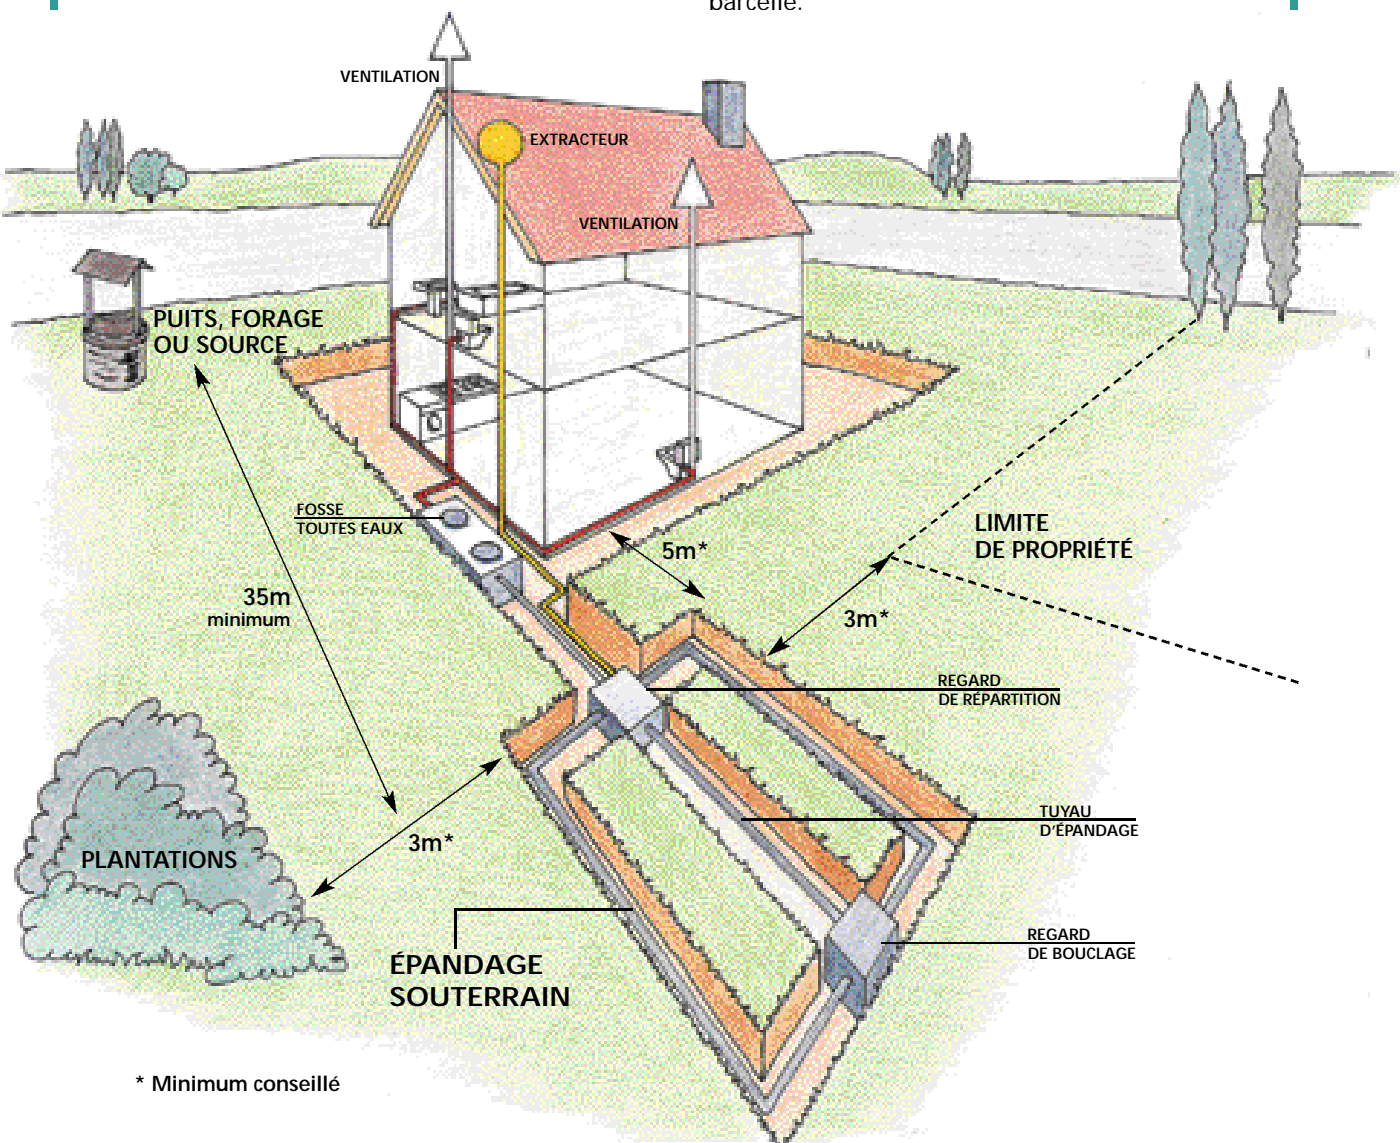 parcelle.
VENTILATION
EXTRACTEUR
VENTILATION
PUITS, FORAGE
OU SOURCE
FOSSE
TOUTES EAUX
5m*
LIMITE
DE PROPRIÉTÉ
35m
minimum
3m*
REGARD
DE RÉPARTITION
TUYAU
D'ÉPANDAGE
3m*
PLANTATIONS
REGARD
DE BOUCLAGE
ÉPANDAGE
SOUTERRAIN
* Minimum conseillé